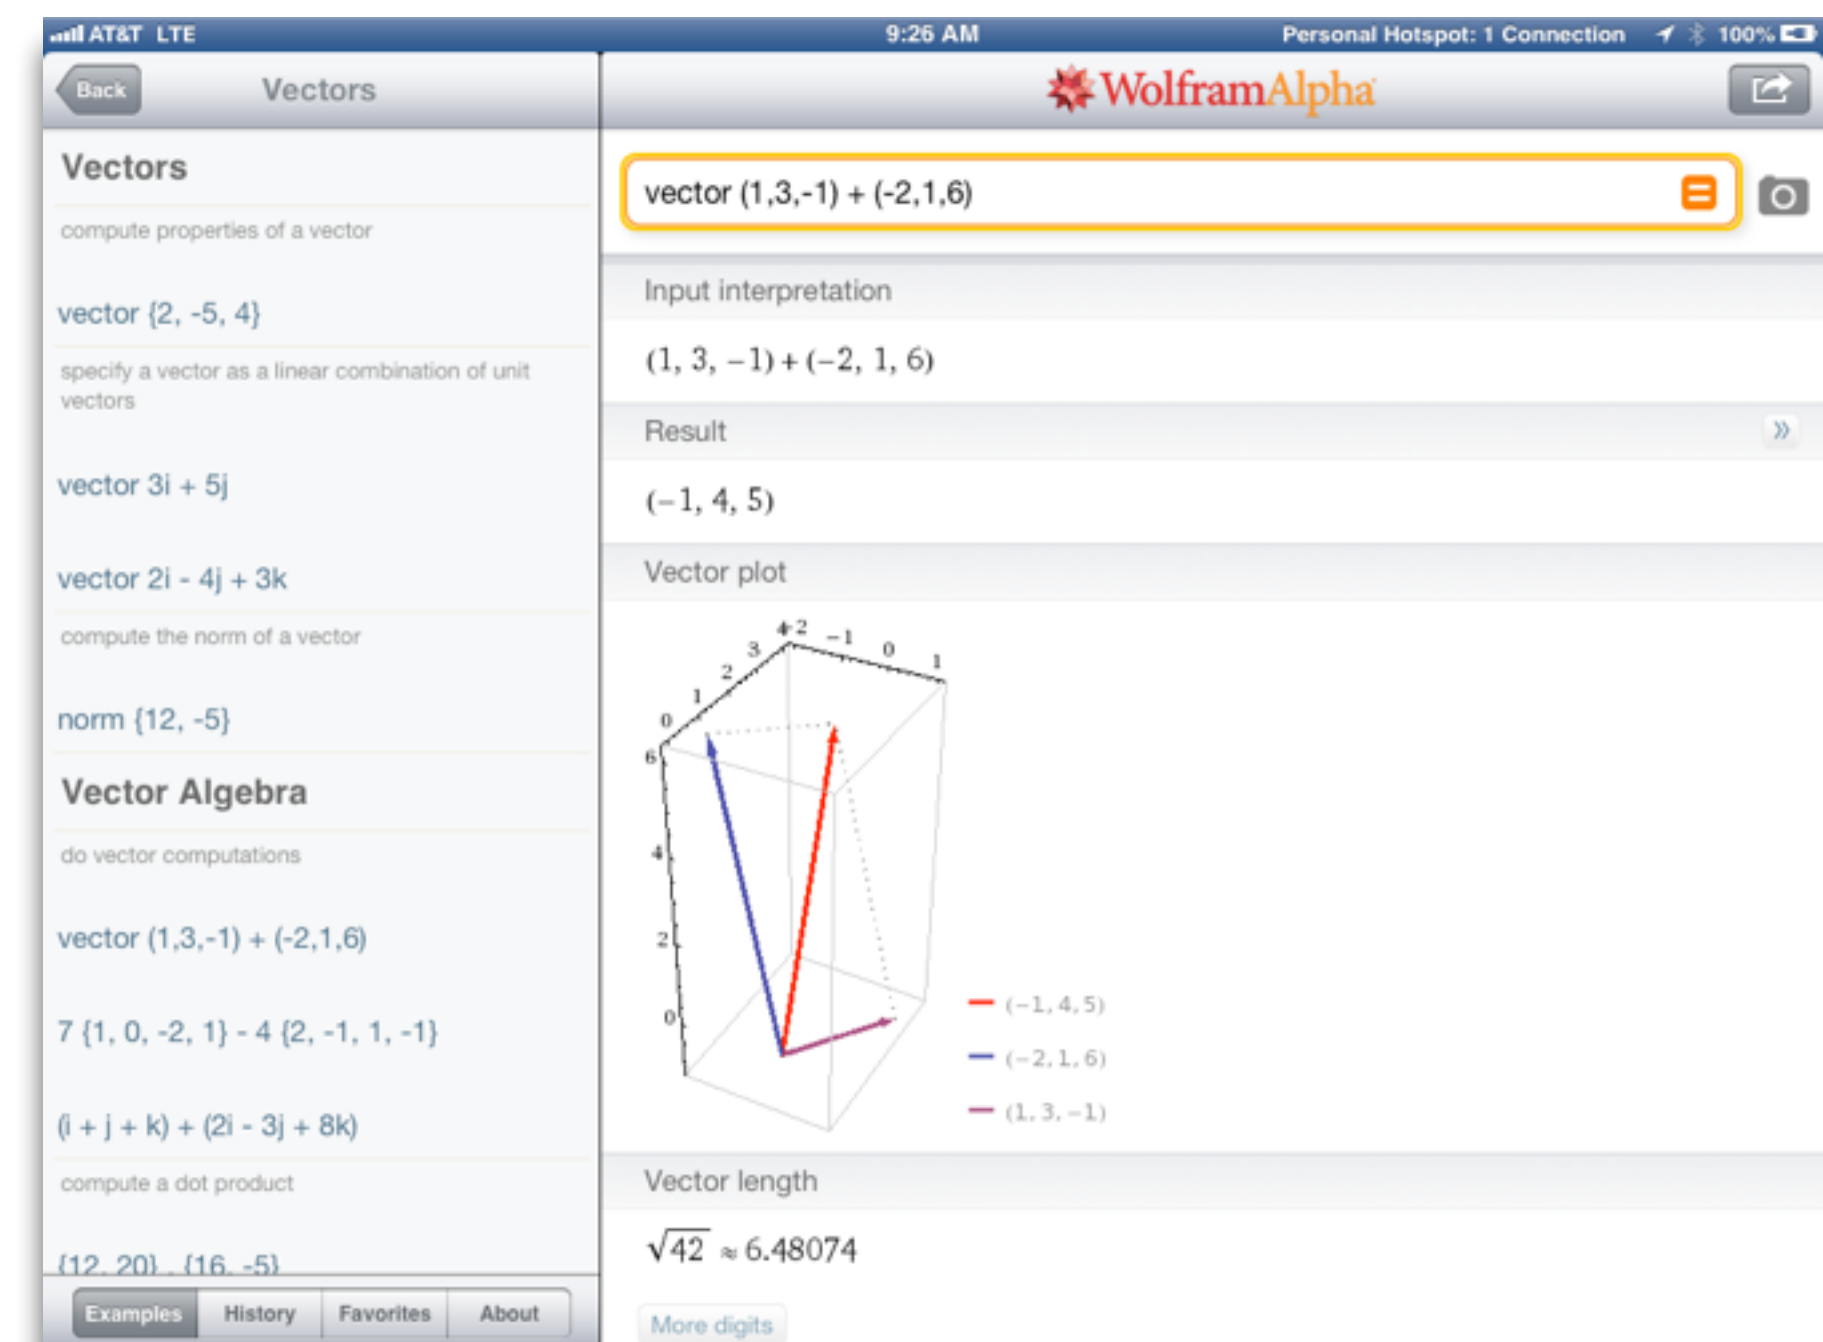 AT&T LTE 9:26 AM Personal Hotspot: 1 Connection 100%
Back Vectors
Vectors
compute properties of a vector
vector {2, -5, 4}
specify a vector as a linear combination of unit
vectors
vector 3i + 5j
vector 2i - 4j + 3k
compute the norm of a vector
norm {12, -5}
Vector Algebra
do vector computations
vector (1,3,-1) + (-2,1,6)
7 {1, 0, -2, 1} - 4 {2, -1, 1, -1}
(i + j + k) + (2i - 3j + 8k)
compute a dot product
{12, 20} . {16, -5}
Examples History Favorites About
WolframAlpha
vector (1,3,-1) + (-2,1,6)
Input interpretation
(1, 3, −1) + (−2, 1, 6)
Result
(−1, 4, 5)
Vector plot
4 -2 −1 0 1
3
2
1
0
6
4
2
0
(−1, 4, 5)
(−2, 1, 6)
(1, 3, −1)
Vector length
√42 ≈ 6.48074
More digits